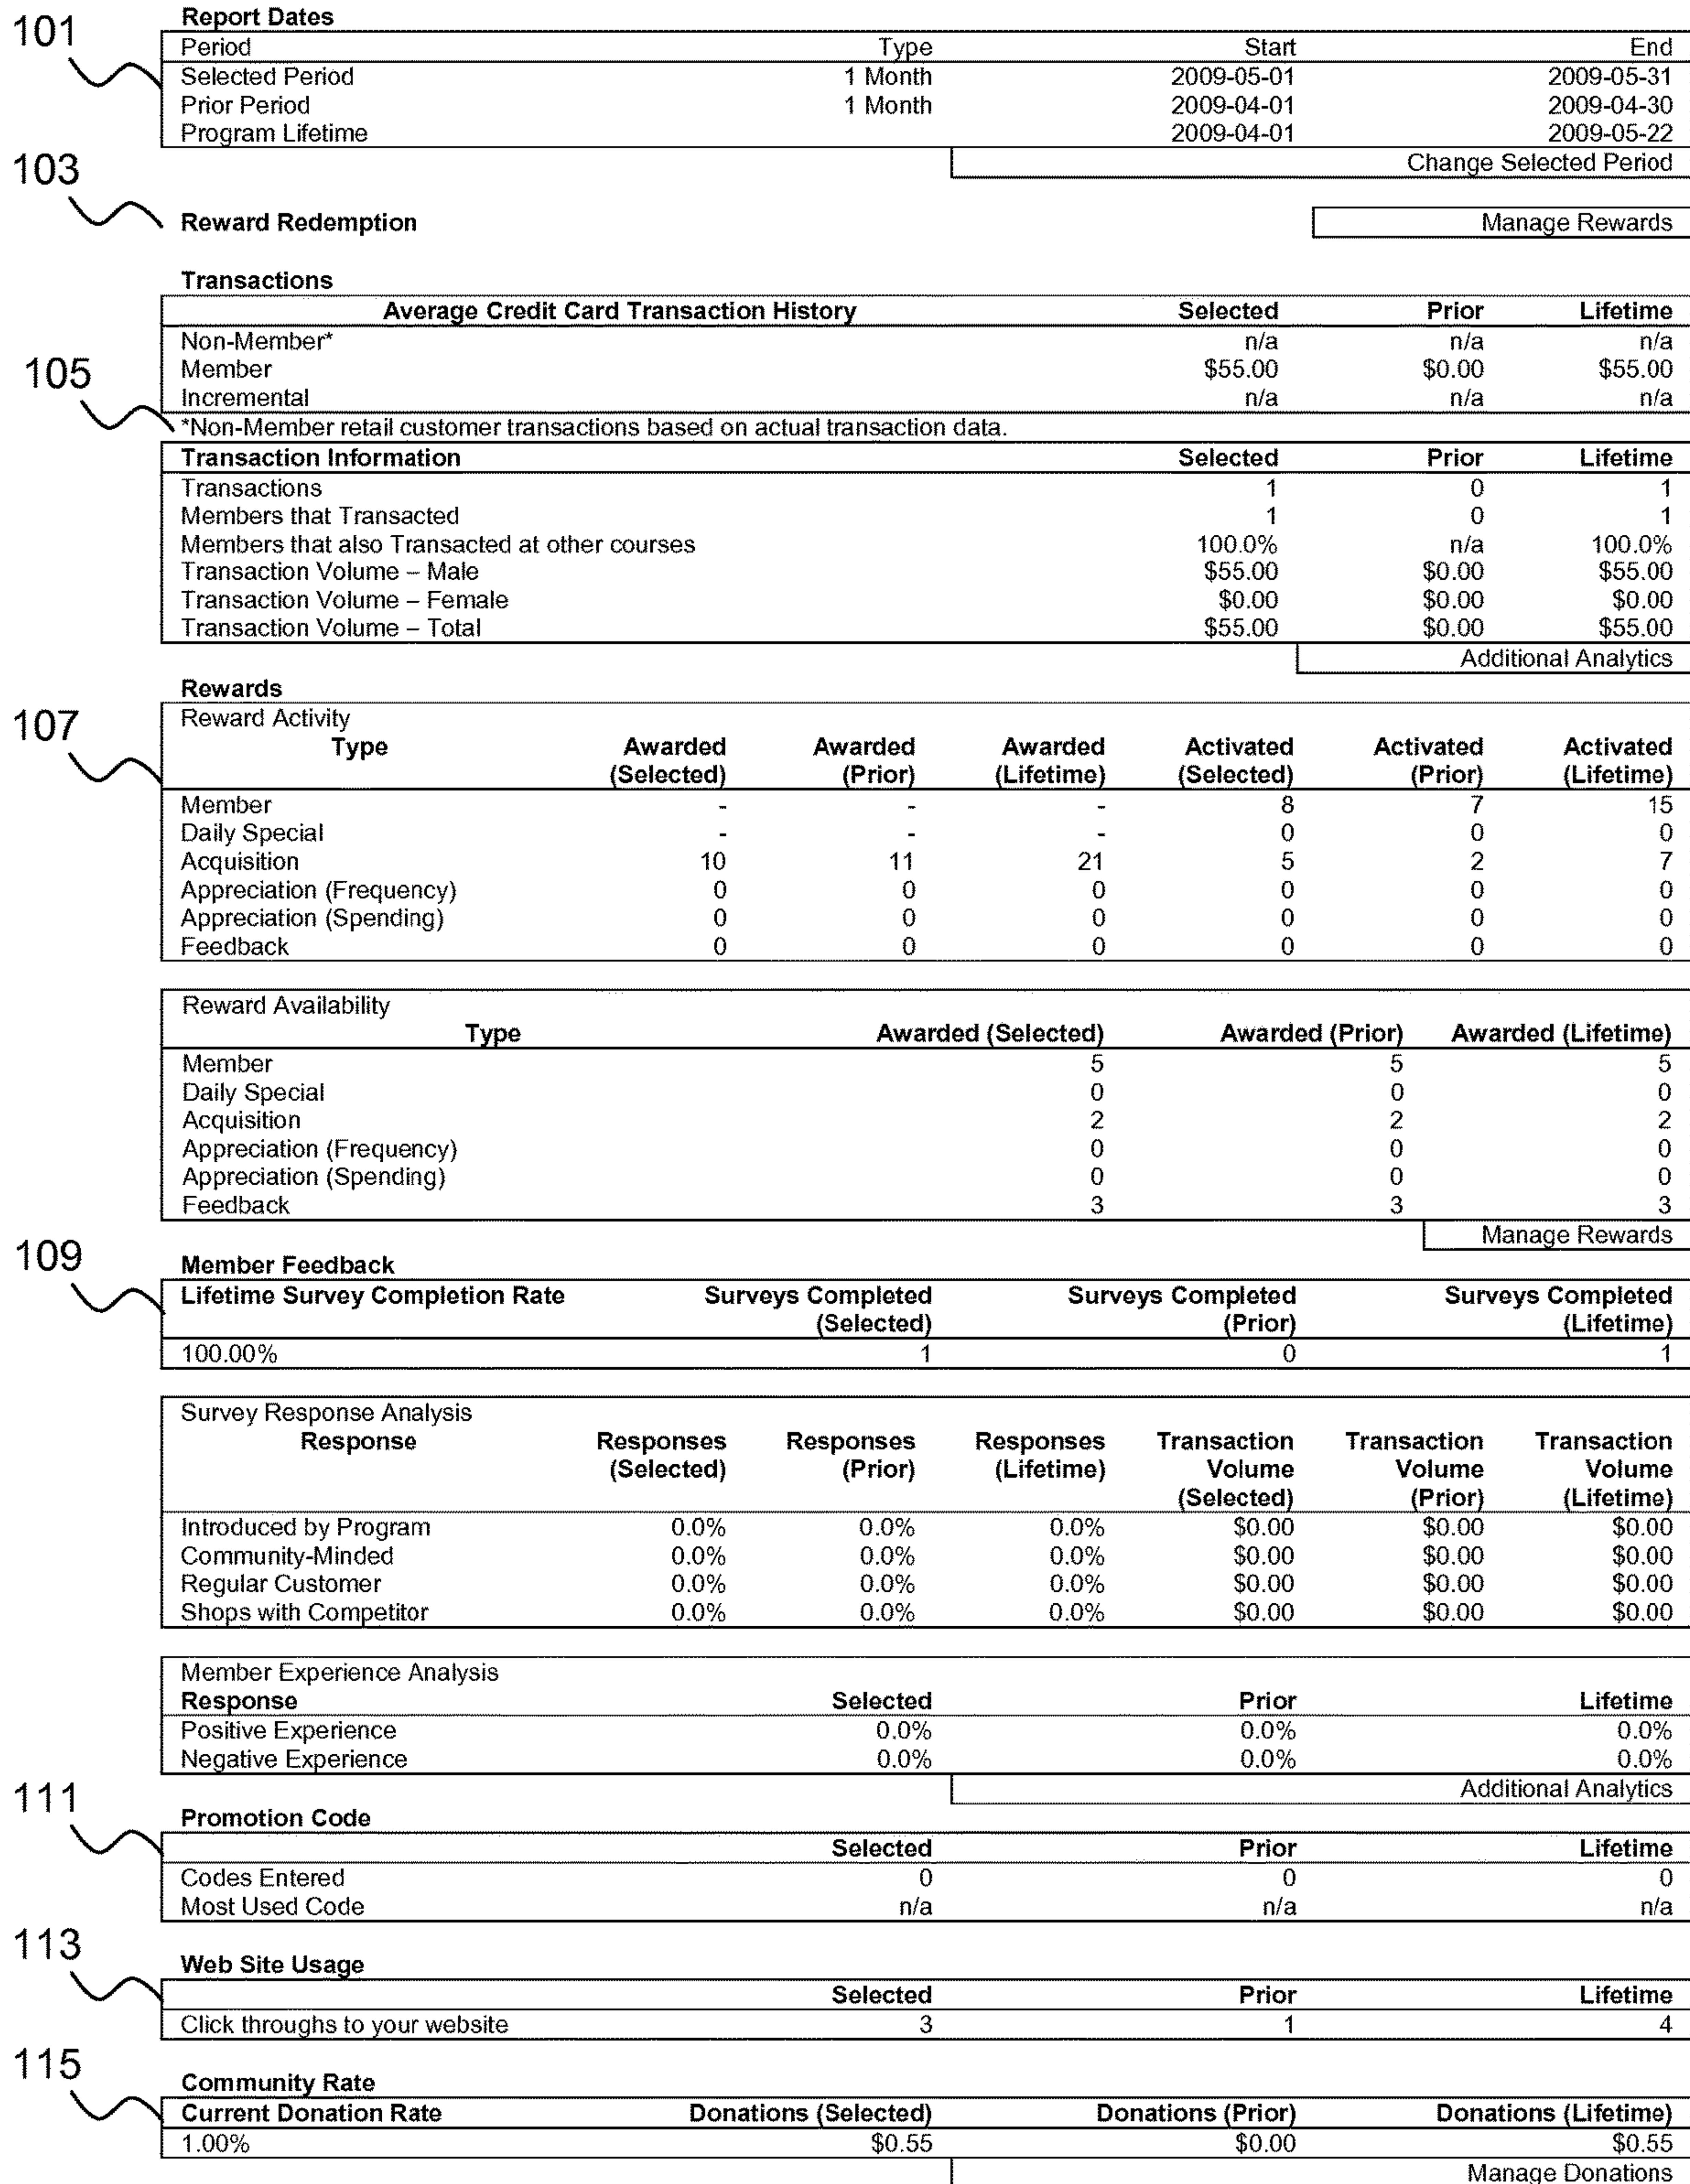 101
Report Dates
Period Type Start End
Selected Period 1 Month 2009-05-01 2009-05-31
Prior Period 1 Month 2009-04-01 2009-04-30
Program Lifetime 2009-04-01 2009-05-22
Change Selected Period
103
Reward Redemption Manage Rewards
Transactions
Average Credit Card Transaction History Selected Prior Lifetime
Non-Member* n/a n/a n/a
Member $55.00 $0.00 $55.00
Incremental n/a n/a n/a
105
*Non-Member retail customer transactions based on actual transaction data.
Transaction Information Selected Prior Lifetime
Transactions 1 0 1
Members that Transacted 1 0 1
Members that also Transacted at other courses 100.0% n/a 100.0%
Transaction Volume – Male $55.00 $0.00 $55.00
Transaction Volume – Female $0.00 $0.00 $0.00
Transaction Volume – Total $55.00 $0.00 $55.00
Additional Analytics
Rewards
107
Reward Activity
Type Awarded Awarded Awarded Activated Activated Activated
(Selected) (Prior) (Lifetime) (Selected) (Prior) (Lifetime)
Member - - - 8 7 15
Daily Special - - - 0 0 0
Acquisition 10 11 21 5 2 7
Appreciation (Frequency) 0 0 0 0 0 0
Appreciation (Spending) 0 0 0 0 0 0
Feedback 0 0 0 0 0 0
Reward Availability
Type Awarded (Selected) Awarded (Prior) Awarded (Lifetime)
Member 5 5 5
Daily Special 0 0 0
Acquisition 2 2 2
Appreciation (Frequency) 0 0 0
Appreciation (Spending) 0 0 0
Feedback 3 3 3
Manage Rewards
109
Member Feedback
Lifetime Survey Completion Rate Surveys Completed Surveys Completed Surveys Completed
(Selected) (Prior) (Lifetime)
100.00% 1 0 1
Survey Response Analysis
Response Responses Responses Responses Transaction Transaction Transaction
(Selected) (Prior) (Lifetime) Volume Volume Volume
(Selected) (Prior) (Lifetime)
Introduced by Program 0.0% 0.0% 0.0% $0.00 $0.00 $0.00
Community-Minded 0.0% 0.0% 0.0% $0.00 $0.00 $0.00
Regular Customer 0.0% 0.0% 0.0% $0.00 $0.00 $0.00
Shops with Competitor 0.0% 0.0% 0.0% $0.00 $0.00 $0.00
Member Experience Analysis
Response Selected Prior Lifetime
Positive Experience 0.0% 0.0% 0.0%
Negative Experience 0.0% 0.0% 0.0%
Additional Analytics
111
Promotion Code
Selected Prior Lifetime
Codes Entered 0 0 0
Most Used Code n/a n/a n/a
113
Web Site Usage
Selected Prior Lifetime
Click throughs to your website 3 1 4
115
Community Rate
Current Donation Rate Donations (Selected) Donations (Prior) Donations (Lifetime)
1.00% $0.55 $0.00 $0.55
Manage Donations